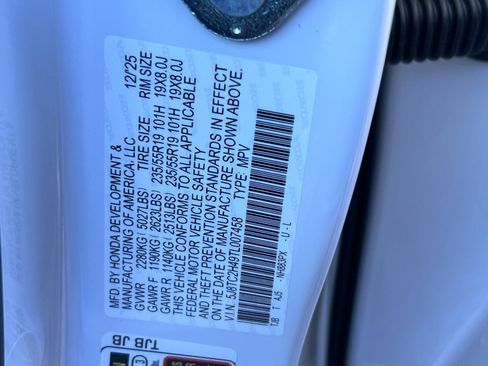 MFD. BY HONDA DEVELOPMENT & 12/25
MANUFACTURING OF AMERICA, LLC.
TIRE SIZE RIM SIZE
GVWR 2280KG ( 5027LBS)
GAWR F 1190KG ( 2623LBS) 235/55R19 101H 19X8.0J
GAWR R 1140KG ( 2513LBS) 235/55R19 101H 19X8.0J
THIS VEHICLE CONFORMS TO ALL APPLICABLE
FEDERAL MOTOR VEHICLE SAFETY
AND THEFT PREVENTION STANDARDS IN EFFECT
ON THE DATE OF MANUFACTURE SHOWN ABOVE.
V.I.N. 5J8TC2H49TL007458 TYPE: MPV
TJB T AJ5 -NH883PX -U-L
TJB JB